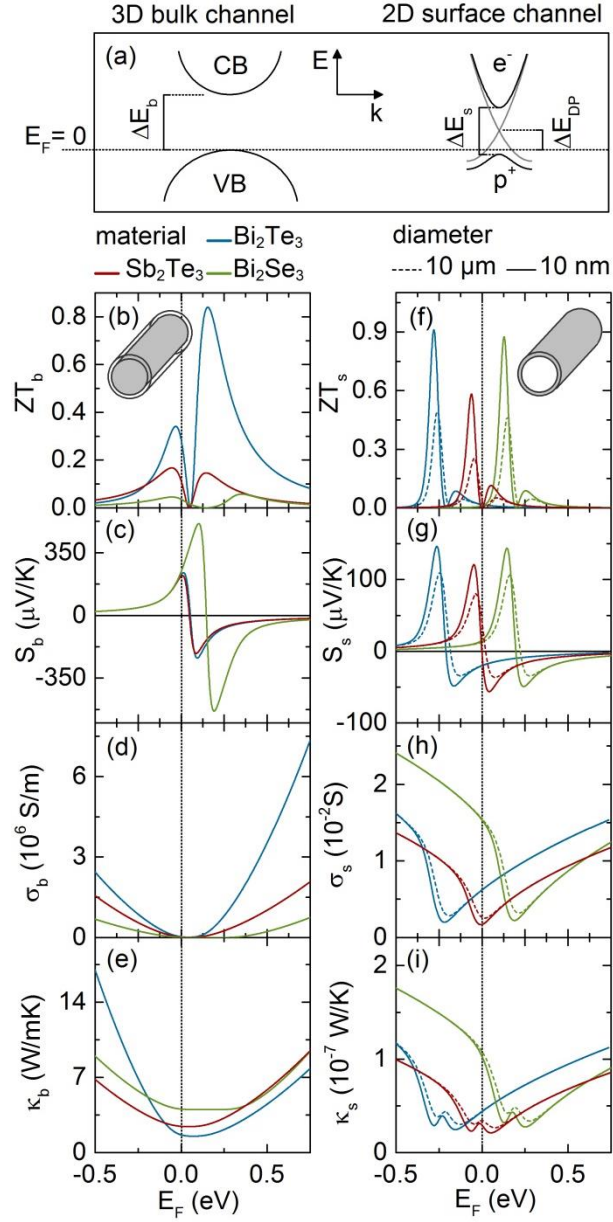 3D bulk channel 2D surface channel
(a) CB E k e⁻
ΔE_b ΔE_s ΔE_DP
E_F = 0
VB p⁺
material Bi₂Te₃ diameter
Sb₂Te₃ Bi₂Se₃ 10 µm 10 nm
(b) (f)
ZT_b 0.8 0.6 0.4 0.2 0.0
ZT_s 0.9 0.6 0.3 0.0
(c) (g)
S_b (µV/K) 350 0 -350
S_s (µV/K) 100 0 -100
(d) (h)
σ_b (10⁶ S/m) 6 3 0
σ_s (10⁻²S) 2 1 0
(e) (i)
κ_b (W/mK) 14 7 0
κ_s (10⁻⁷ W/K) 2 1 0
-0.5 0.0 0.5 -0.5 0.0 0.5
E_F (eV) E_F (eV)